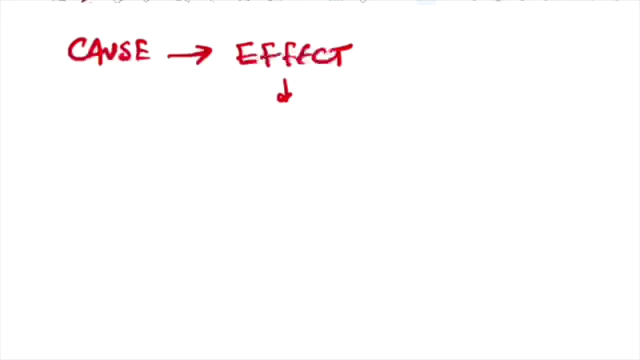 CAUSE → EFFECT
↓